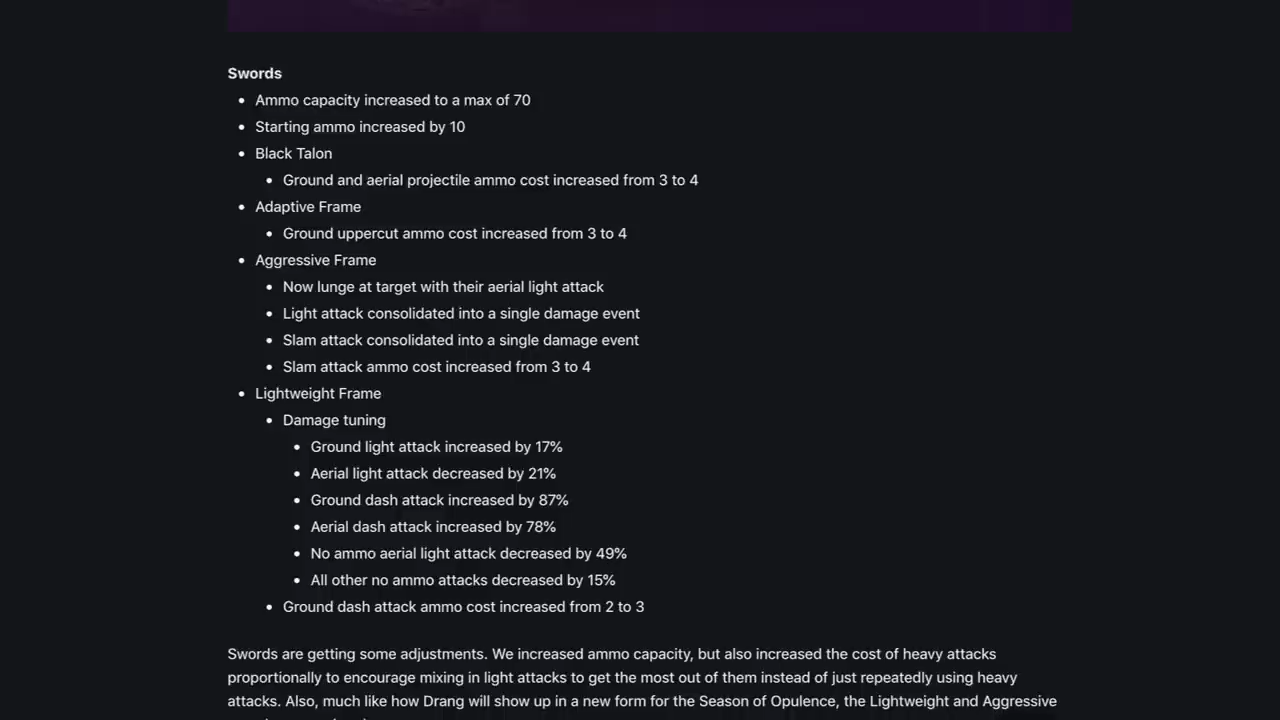 Swords
• Ammo capacity increased to a max of 70
• Starting ammo increased by 10
• Black Talon
• Ground and aerial projectile ammo cost increased from 3 to 4
• Adaptive Frame
• Ground uppercut ammo cost increased from 3 to 4
• Aggressive Frame
• Now lunge at target with their aerial light attack
• Light attack consolidated into a single damage event
• Slam attack consolidated into a single damage event
• Slam attack ammo cost increased from 3 to 4
• Lightweight Frame
• Damage tuning
• Ground light attack increased by 17%
• Aerial light attack decreased by 21%
• Ground dash attack increased by 87%
• Aerial dash attack increased by 78%
• No ammo aerial light attack decreased by 49%
• All other no ammo attacks decreased by 15%
• Ground dash attack ammo cost increased from 2 to 3
Swords are getting some adjustments. We increased ammo capacity, but also increased the cost of heavy attacks
proportionally to encourage mixing in light attacks to get the most out of them instead of just repeatedly using heavy
attacks. Also, much like how Drang will show up in a new form for the Season of Opulence, the Lightweight and Aggressive